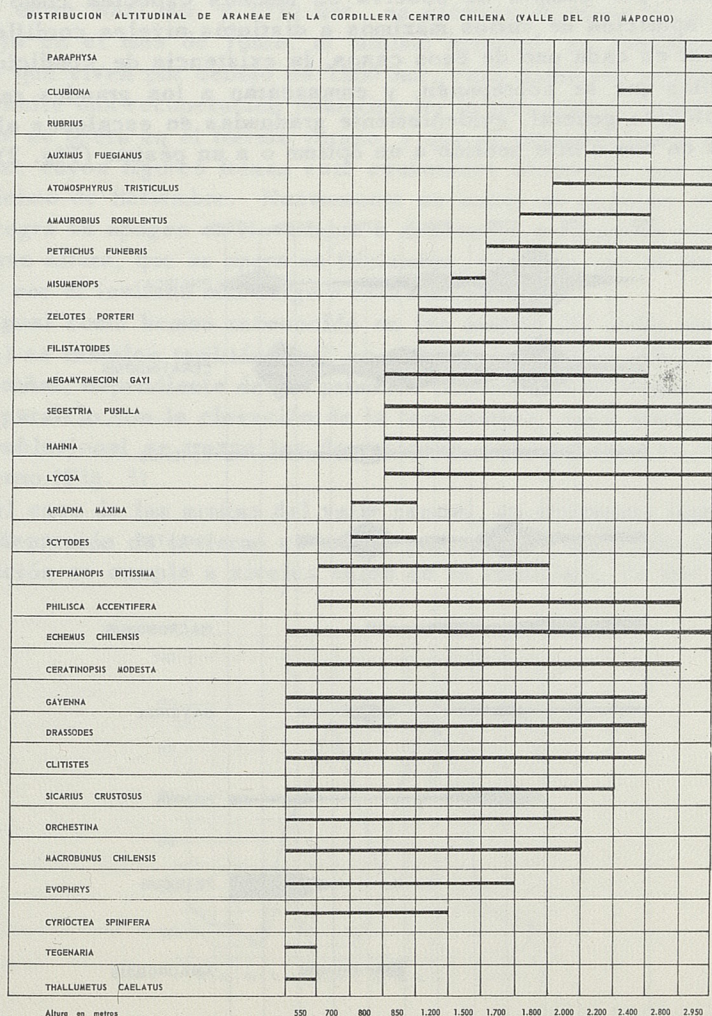 DISTRIBUCION ALTITUDINAL DE ARANEAE EN LA CORDILLERA CENTRO CHILENA (VALLE DEL RIO MAPOCHO)
PARAPHYSA
CLUBIONA
RUBRIUS
AUXIMUS FUEGIANUS
ATOMOSPHYRUS TRISTICULUS
AMAUROBIUS RORULENTUS
PETRICHUS FUNEBRIS
MISUMENOPS
ZELOTES PORTERI
FILISTATOIDES
MEGAMYRMECION GAYI
SEGESTRIA PUSILLA
HAHNIA
LYCOSA
ARIADNA MAXIMA
SCYTODES
STEPHANOPIS DITISSIMA
PHILISCA ACCENTIFERA
ECHEMUS CHILENSIS
CERATINOPSIS MODESTA
GAYENNA
DRASSODES
CLITISTES
SICARIUS CRUSTOSUS
ORCHESTINA
MACROBUNUS CHILENSIS
EVOPHRYS
CYRIOCTEA SPINIFERA
TEGENARIA
THALLUMETUS CAELATUS
Altura en metros 550 700 800 850 1.200 1.500 1.700 1.800 2.000 2.200 2.400 2.800 2.950